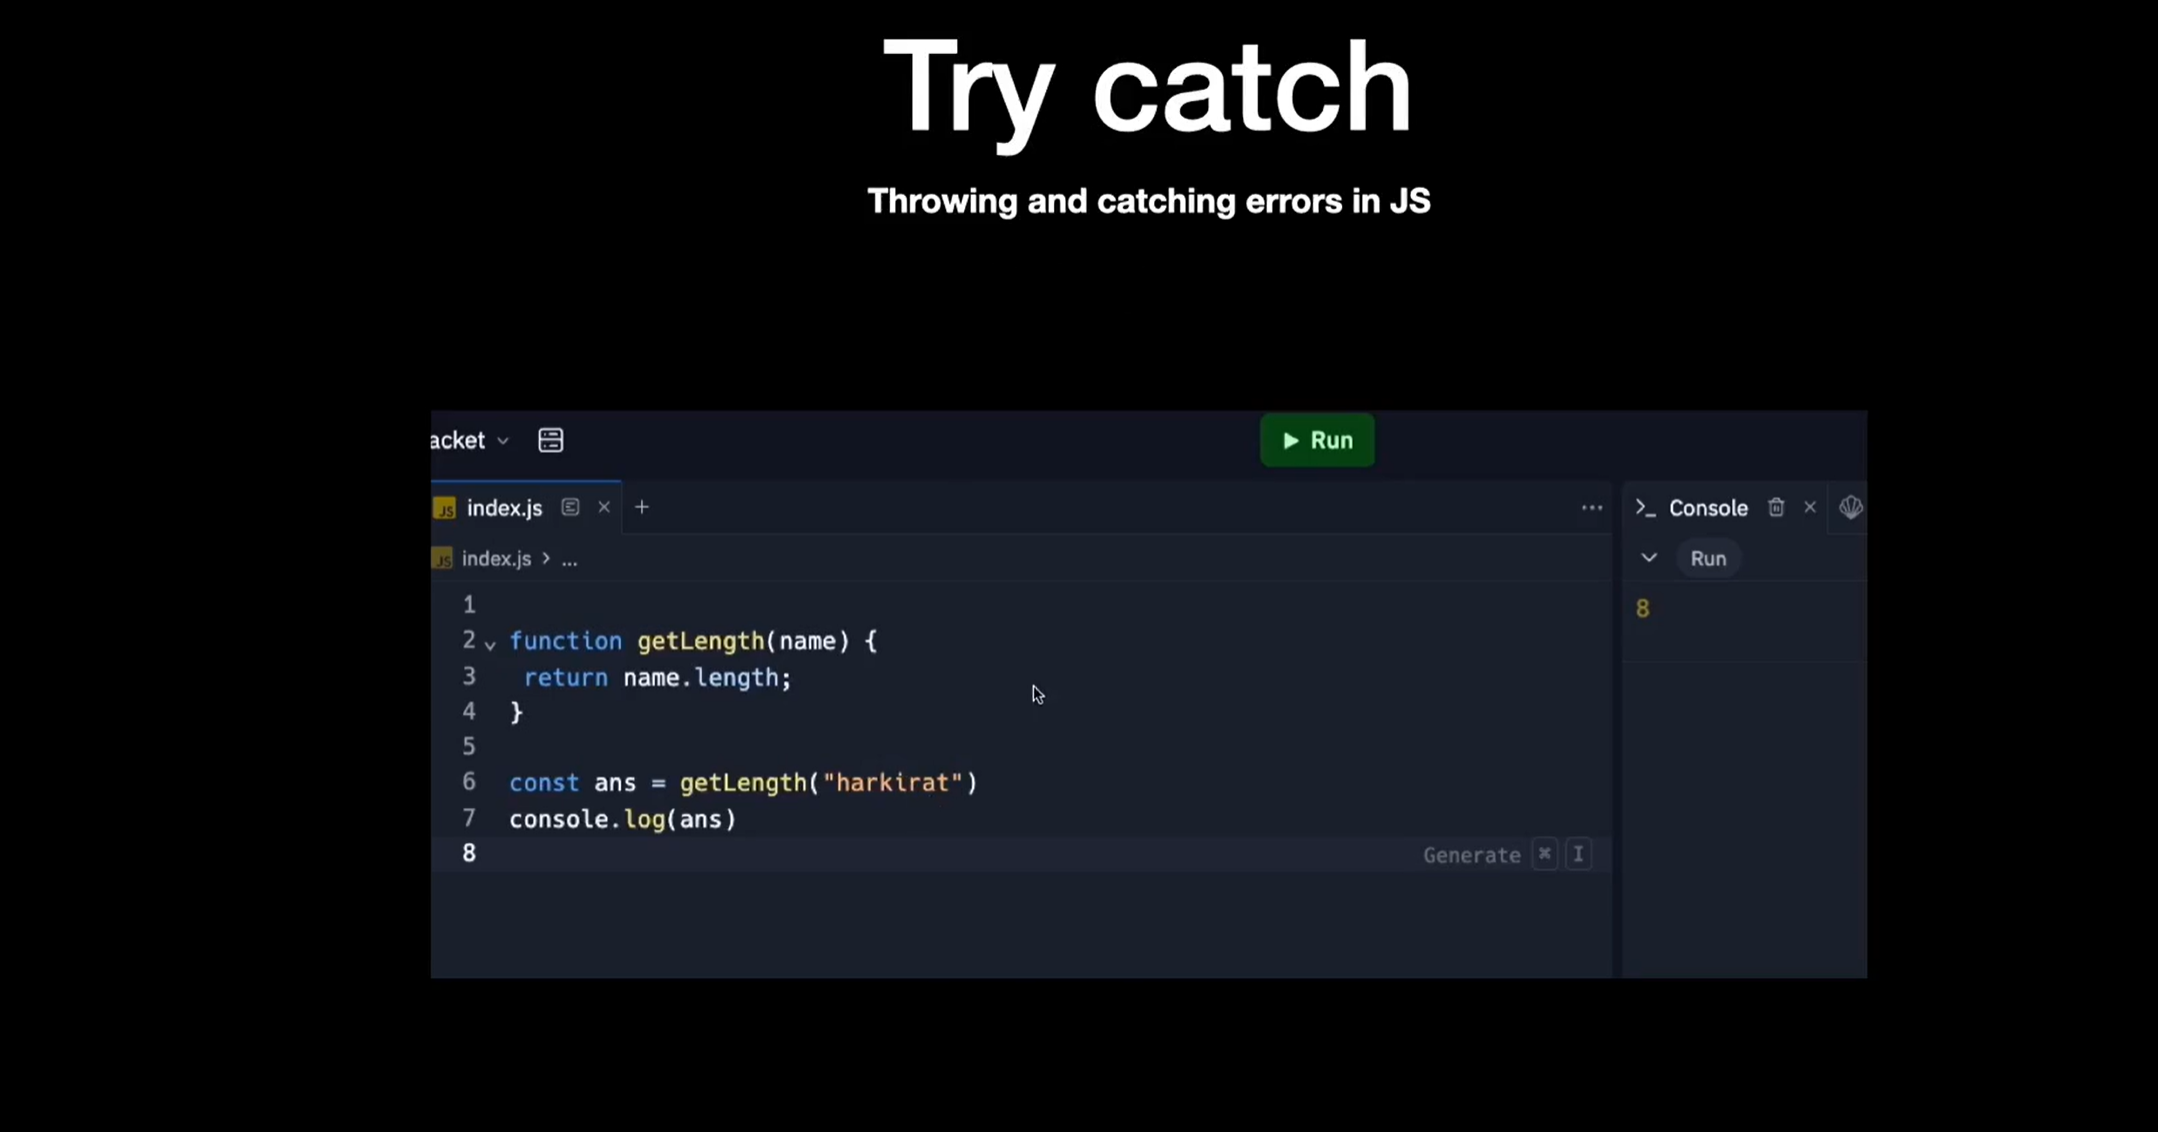 Try catch
Throwing and catching errors in JS
acket
Run
JS index.js
Console
JS index.js > ...
Run
8
1
2 function getLength(name) {
3 return name.length;
4 }
5
6 const ans = getLength("harkirat")
7 console.log(ans)
8
Generate ⌘ I